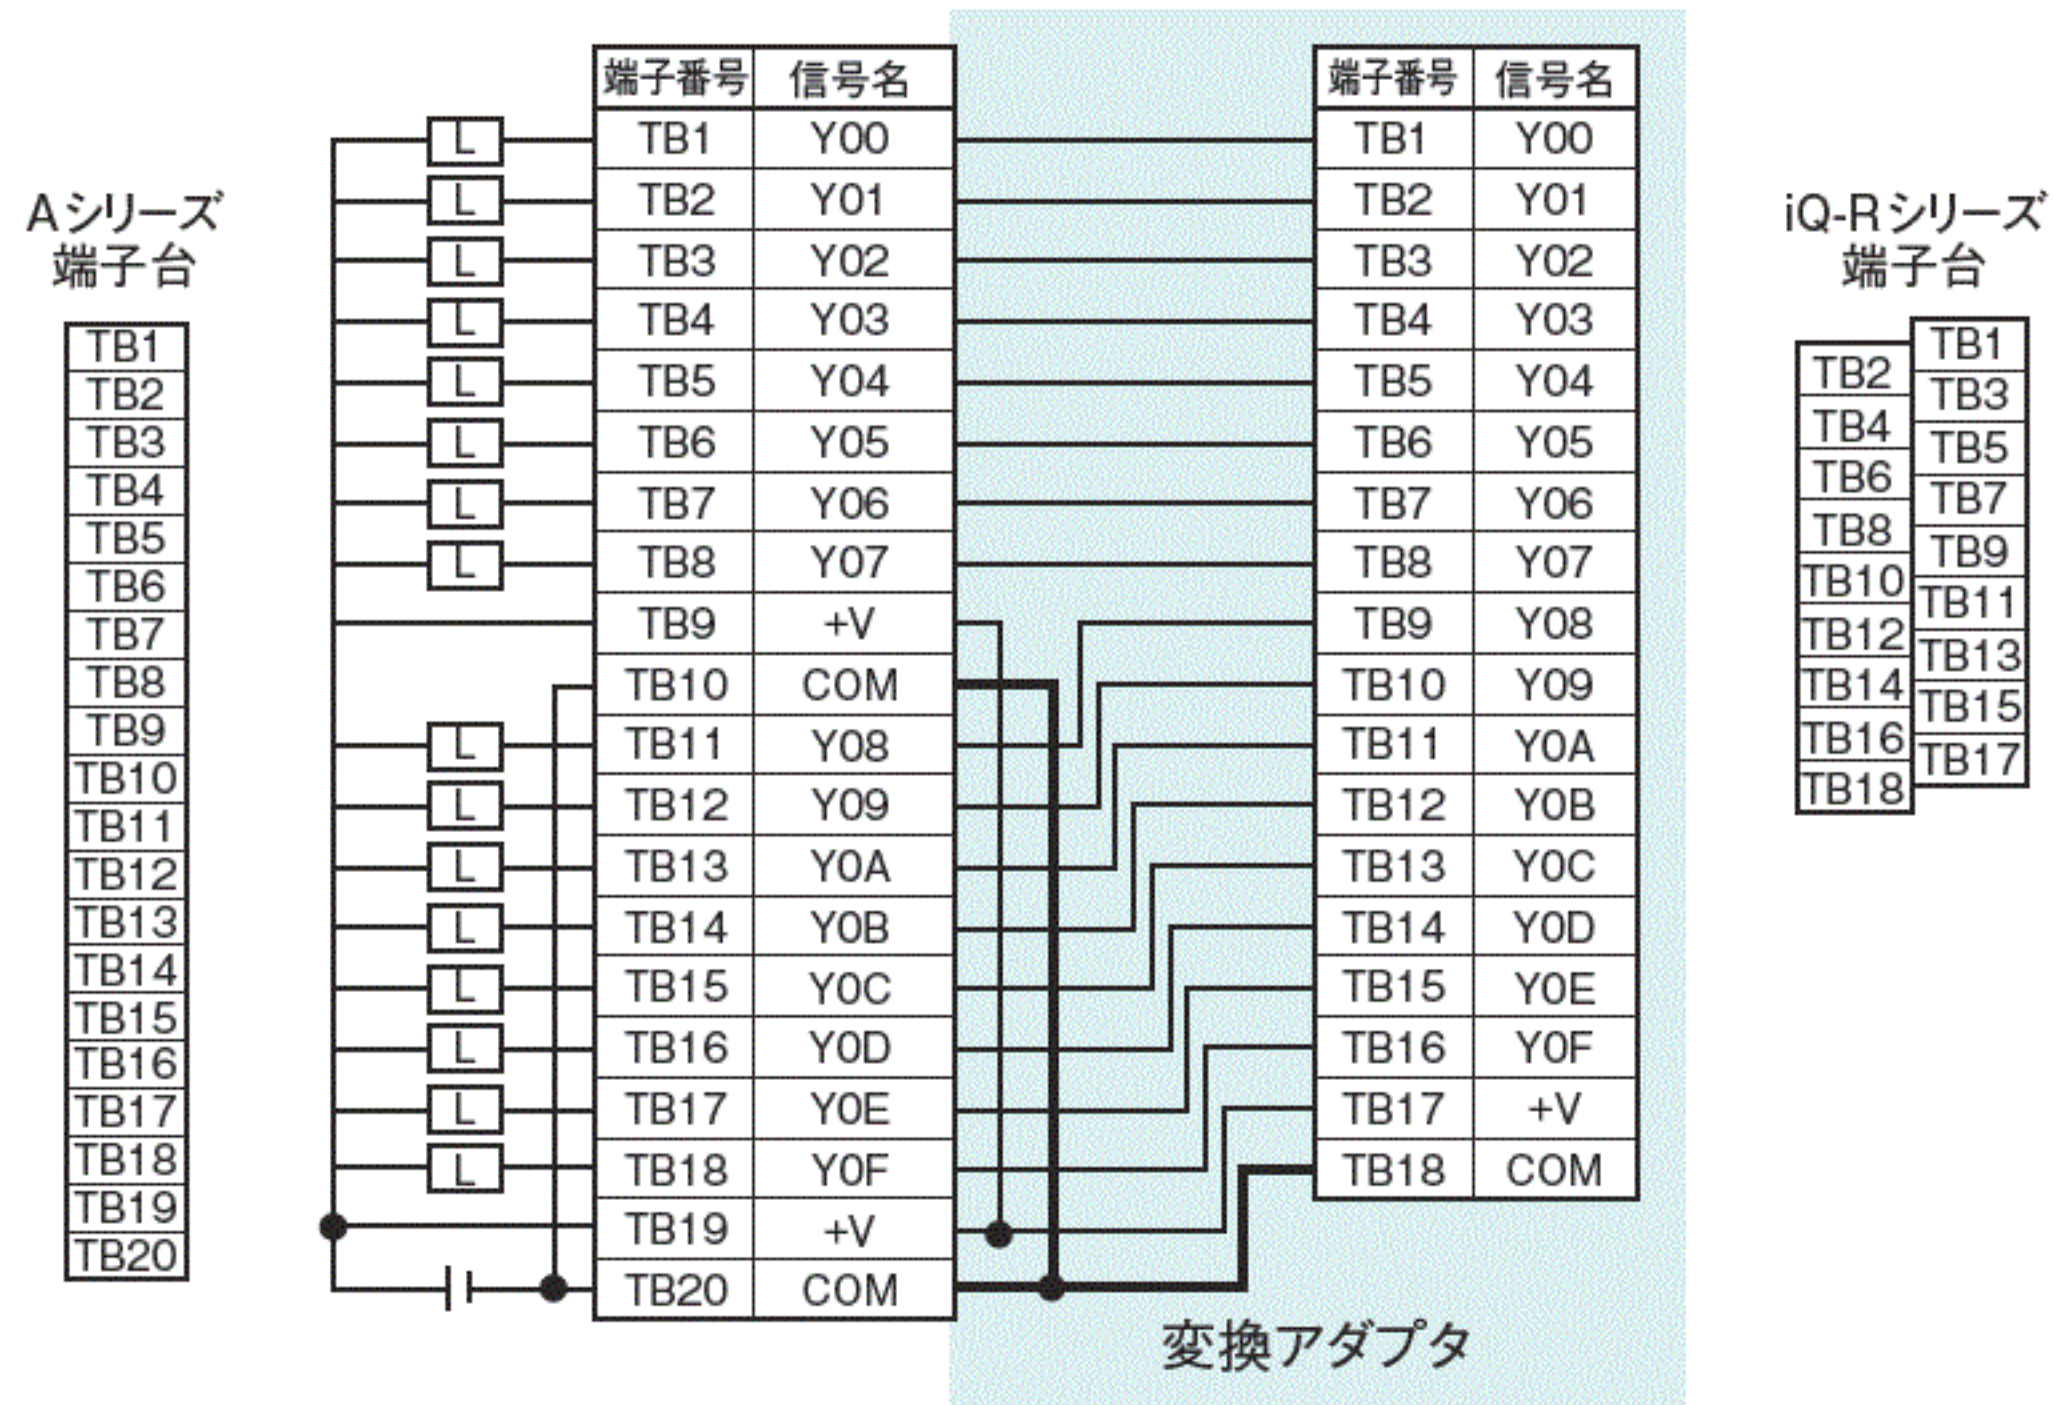 Aシリーズ
端子台
TB1
TB2
TB3
TB4
TB5
TB6
TB7
TB8
TB9
TB10
TB11
TB12
TB13
TB14
TB15
TB16
TB17
TB18
TB19
TB20
端子番号 信号名
L TB1 Y00
L TB2 Y01
L TB3 Y02
L TB4 Y03
L TB5 Y04
L TB6 Y05
L TB7 Y06
L TB8 Y07
TB9 +V
TB10 COM
L TB11 Y08
L TB12 Y09
L TB13 Y0A
L TB14 Y0B
L TB15 Y0C
L TB16 Y0D
L TB17 Y0E
L TB18 Y0F
TB19 +V
TB20 COM
端子番号 信号名
TB1 Y00
TB2 Y01
TB3 Y02
TB4 Y03
TB5 Y04
TB6 Y05
TB7 Y06
TB8 Y07
TB9 Y08
TB10 Y09
TB11 Y0A
TB12 Y0B
TB13 Y0C
TB14 Y0D
TB15 Y0E
TB16 Y0F
TB17 +V
TB18 COM
変換アダプタ
iQ-Rシリーズ
端子台
TB1
TB2
TB3
TB4
TB5
TB6
TB7
TB8
TB9
TB10
TB11
TB12
TB13
TB14
TB15
TB16
TB17
TB18